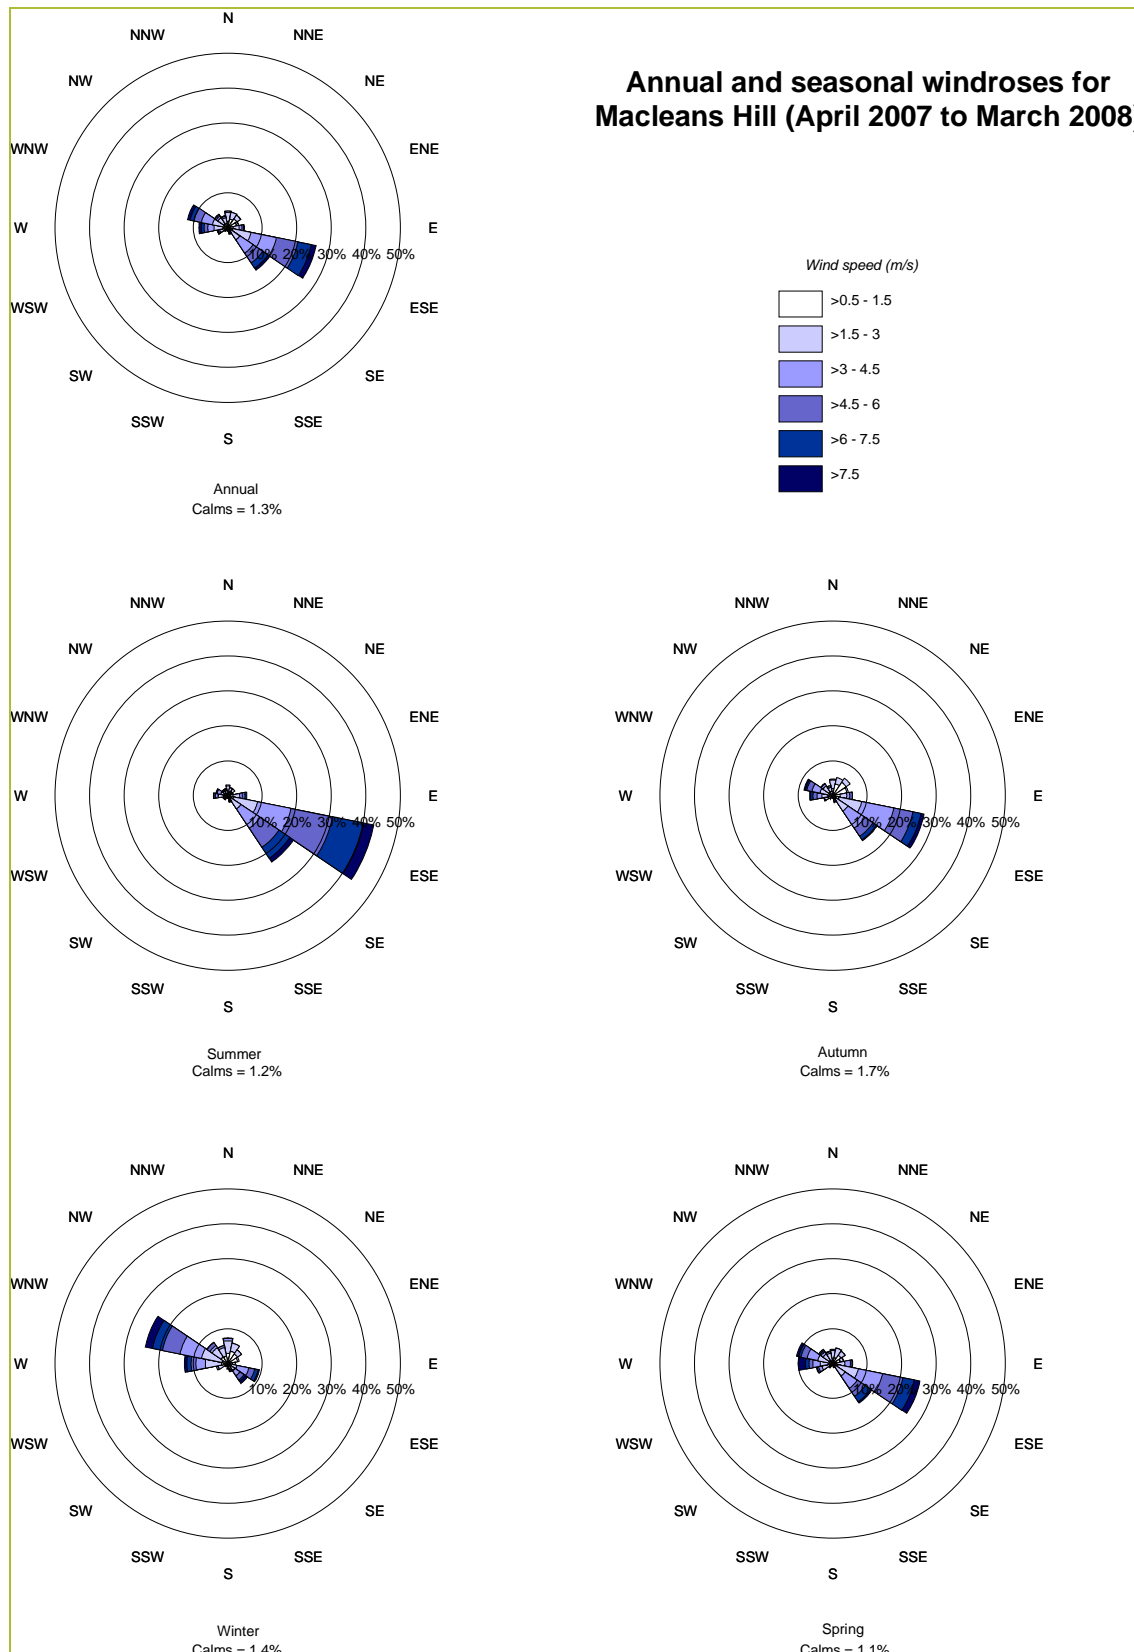 Annual and seasonal windroses for
Macleans Hill (April 2007 to March 2008)
N
NNW NNE
NW NE
WNW ENE
W E
10% 20% 30% 40% 50%
WSW ESE
SW SE
SSW SSE
S
Annual
Calms = 1.3%
Wind speed (m/s)
>0.5 - 1.5
>1.5 - 3
>3 - 4.5
>4.5 - 6
>6 - 7.5
>7.5
N
NNW NNE
NW NE
WNW ENE
W E
10% 20% 30% 40% 50%
WSW ESE
SW SE
SSW SSE
S
Summer
Calms = 1.2%
N
NNW NNE
NW NE
WNW ENE
W E
10% 20% 30% 40% 50%
WSW ESE
SW SE
SSW SSE
S
Autumn
Calms = 1.7%
N
NNW NNE
NW NE
WNW ENE
W E
10% 20% 30% 40% 50%
WSW ESE
SW SE
SSW SSE
S
Winter
Calms = 1.4%
N
NNW NNE
NW NE
WNW ENE
W E
10% 20% 30% 40% 50%
WSW ESE
SW SE
SSW SSE
S
Spring
Calms = 1.1%